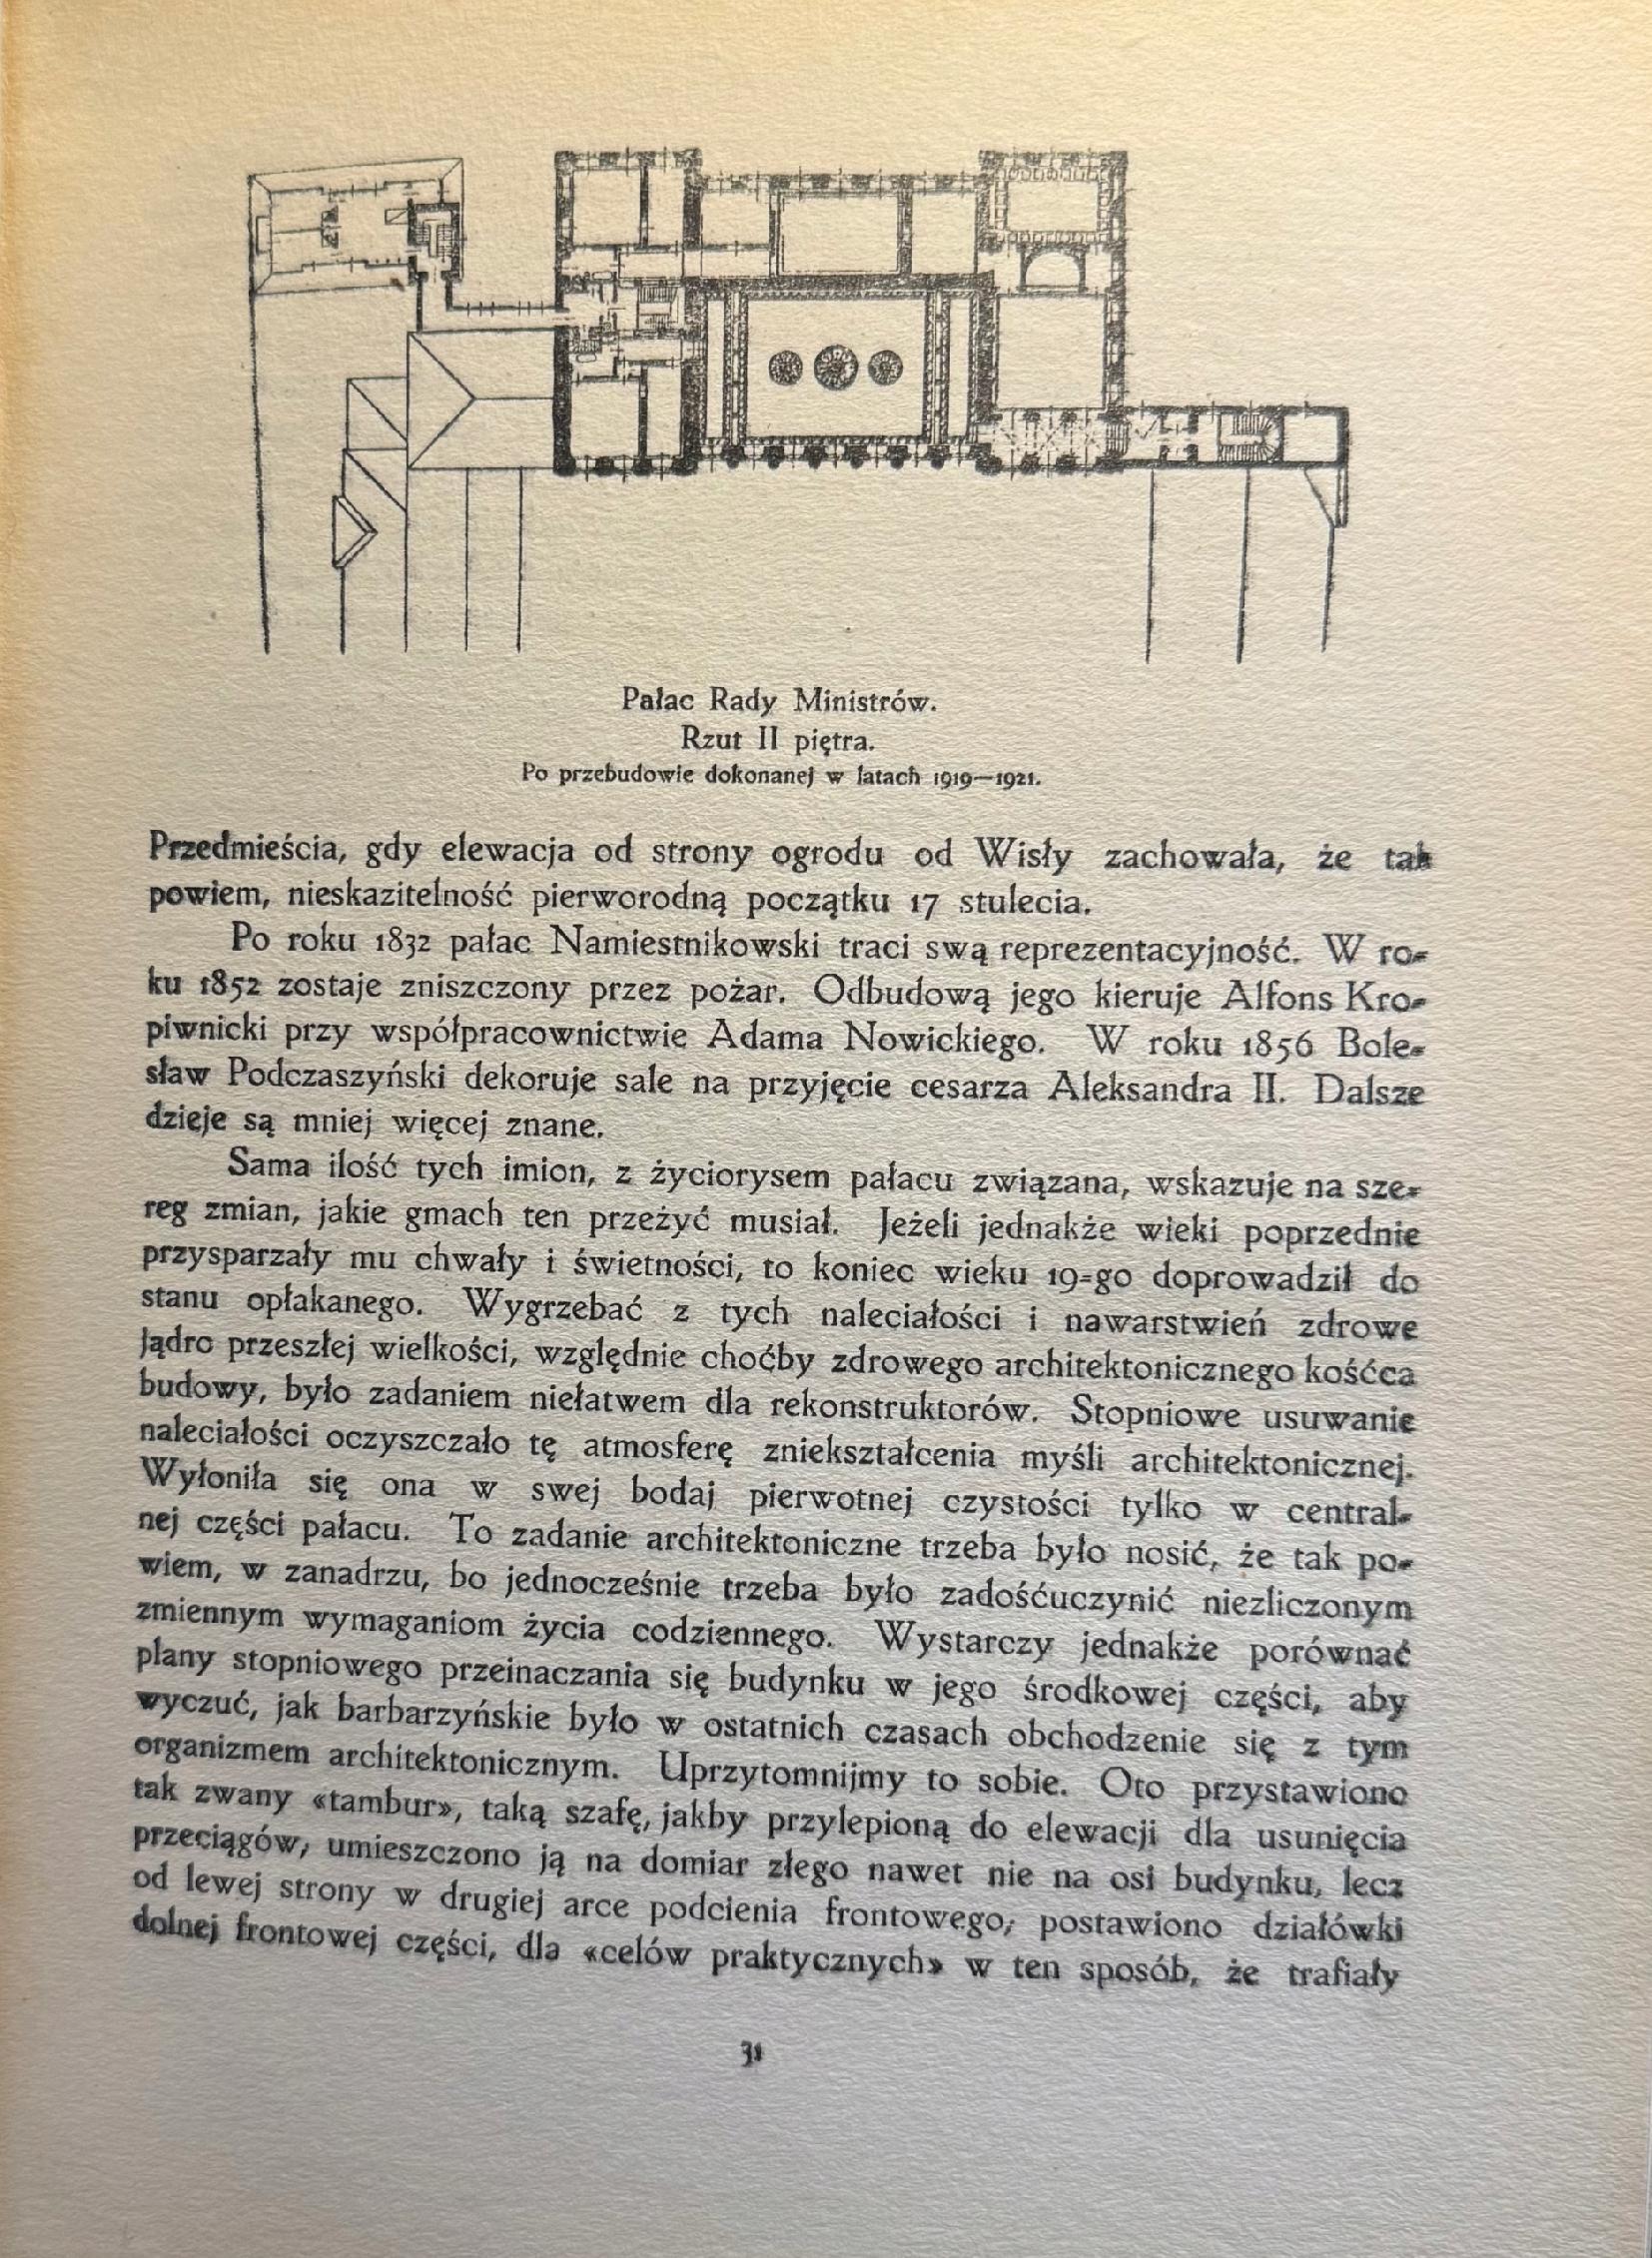 Pałac Rady Ministrów.
Rzut II piętra.
Po przebudowie dokonanej w latach 1919—1921.
Przedmieścia, gdy elewacja od strony ogrodu od Wisły zachowała, że tak
powiem, nieskazitelność pierworodną początku 17 stulecia.
Po roku 1832 pałac Namiestnikowski traci swą reprezentacyjność. W ro-
ku 1852 zostaje zniszczony przez pożar. Odbudową jego kieruje Alfons Kro-
piwnicki przy współpracownictwie Adama Nowickiego. W roku 1856 Bole-
sław Podczaszyński dekoruje sale na przyjęcie cesarza Aleksandra II. Dalsze
dzieje są mniej więcej znane.
Sama ilość tych imion, z życiorysem pałacu związana, wskazuje na sze-
reg zmian, jakie gmach ten przeżyć musiał. Jeżeli jednakże wieki poprzednie
przysparzały mu chwały i świetności, to koniec wieku 19-go doprowadził do
stanu opłakanego. Wygrzebać z tych naleciałości i nawarstwień zdrowe
jądro przeszłej wielkości, względnie choćby zdrowego architektonicznego kośćca
budowy, było zadaniem niełatwem dla rekonstruktorów. Stopniowe usuwanie
naleciałości oczyszczało tę atmosferę zniekształcenia myśli architektonicznej.
Wyłoniła się ona w swej bodaj pierwotnej czystości tylko w central-
nej części pałacu. To zadanie architektoniczne trzeba było nosić, że tak po-
wiem, w zanadrzu, bo jednocześnie trzeba było zadośćuczynić niezliczonym
zmiennym wymaganiom życia codziennego. Wystarczy jednakże porównać
plany stopniowego przeinaczania się budynku w jego środkowej części, aby
wyczuć, jak barbarzyńskie było w ostatnich czasach obchodzenie się z tym
organizmem architektonicznym. Uprzytomnijmy to sobie. Oto przystawiono
tak zwany «tambur», taką szafę, jakby przylepioną do elewacji dla usunięcia
przeciągów, umieszczono ją na domiar złego nawet nie na osi budynku, lecz
od lewej strony w drugiej arce podcienia frontowego, postawiono działówki
dolnej frontowej części, dla «celów praktycznych» w ten sposób, że trafiały
31